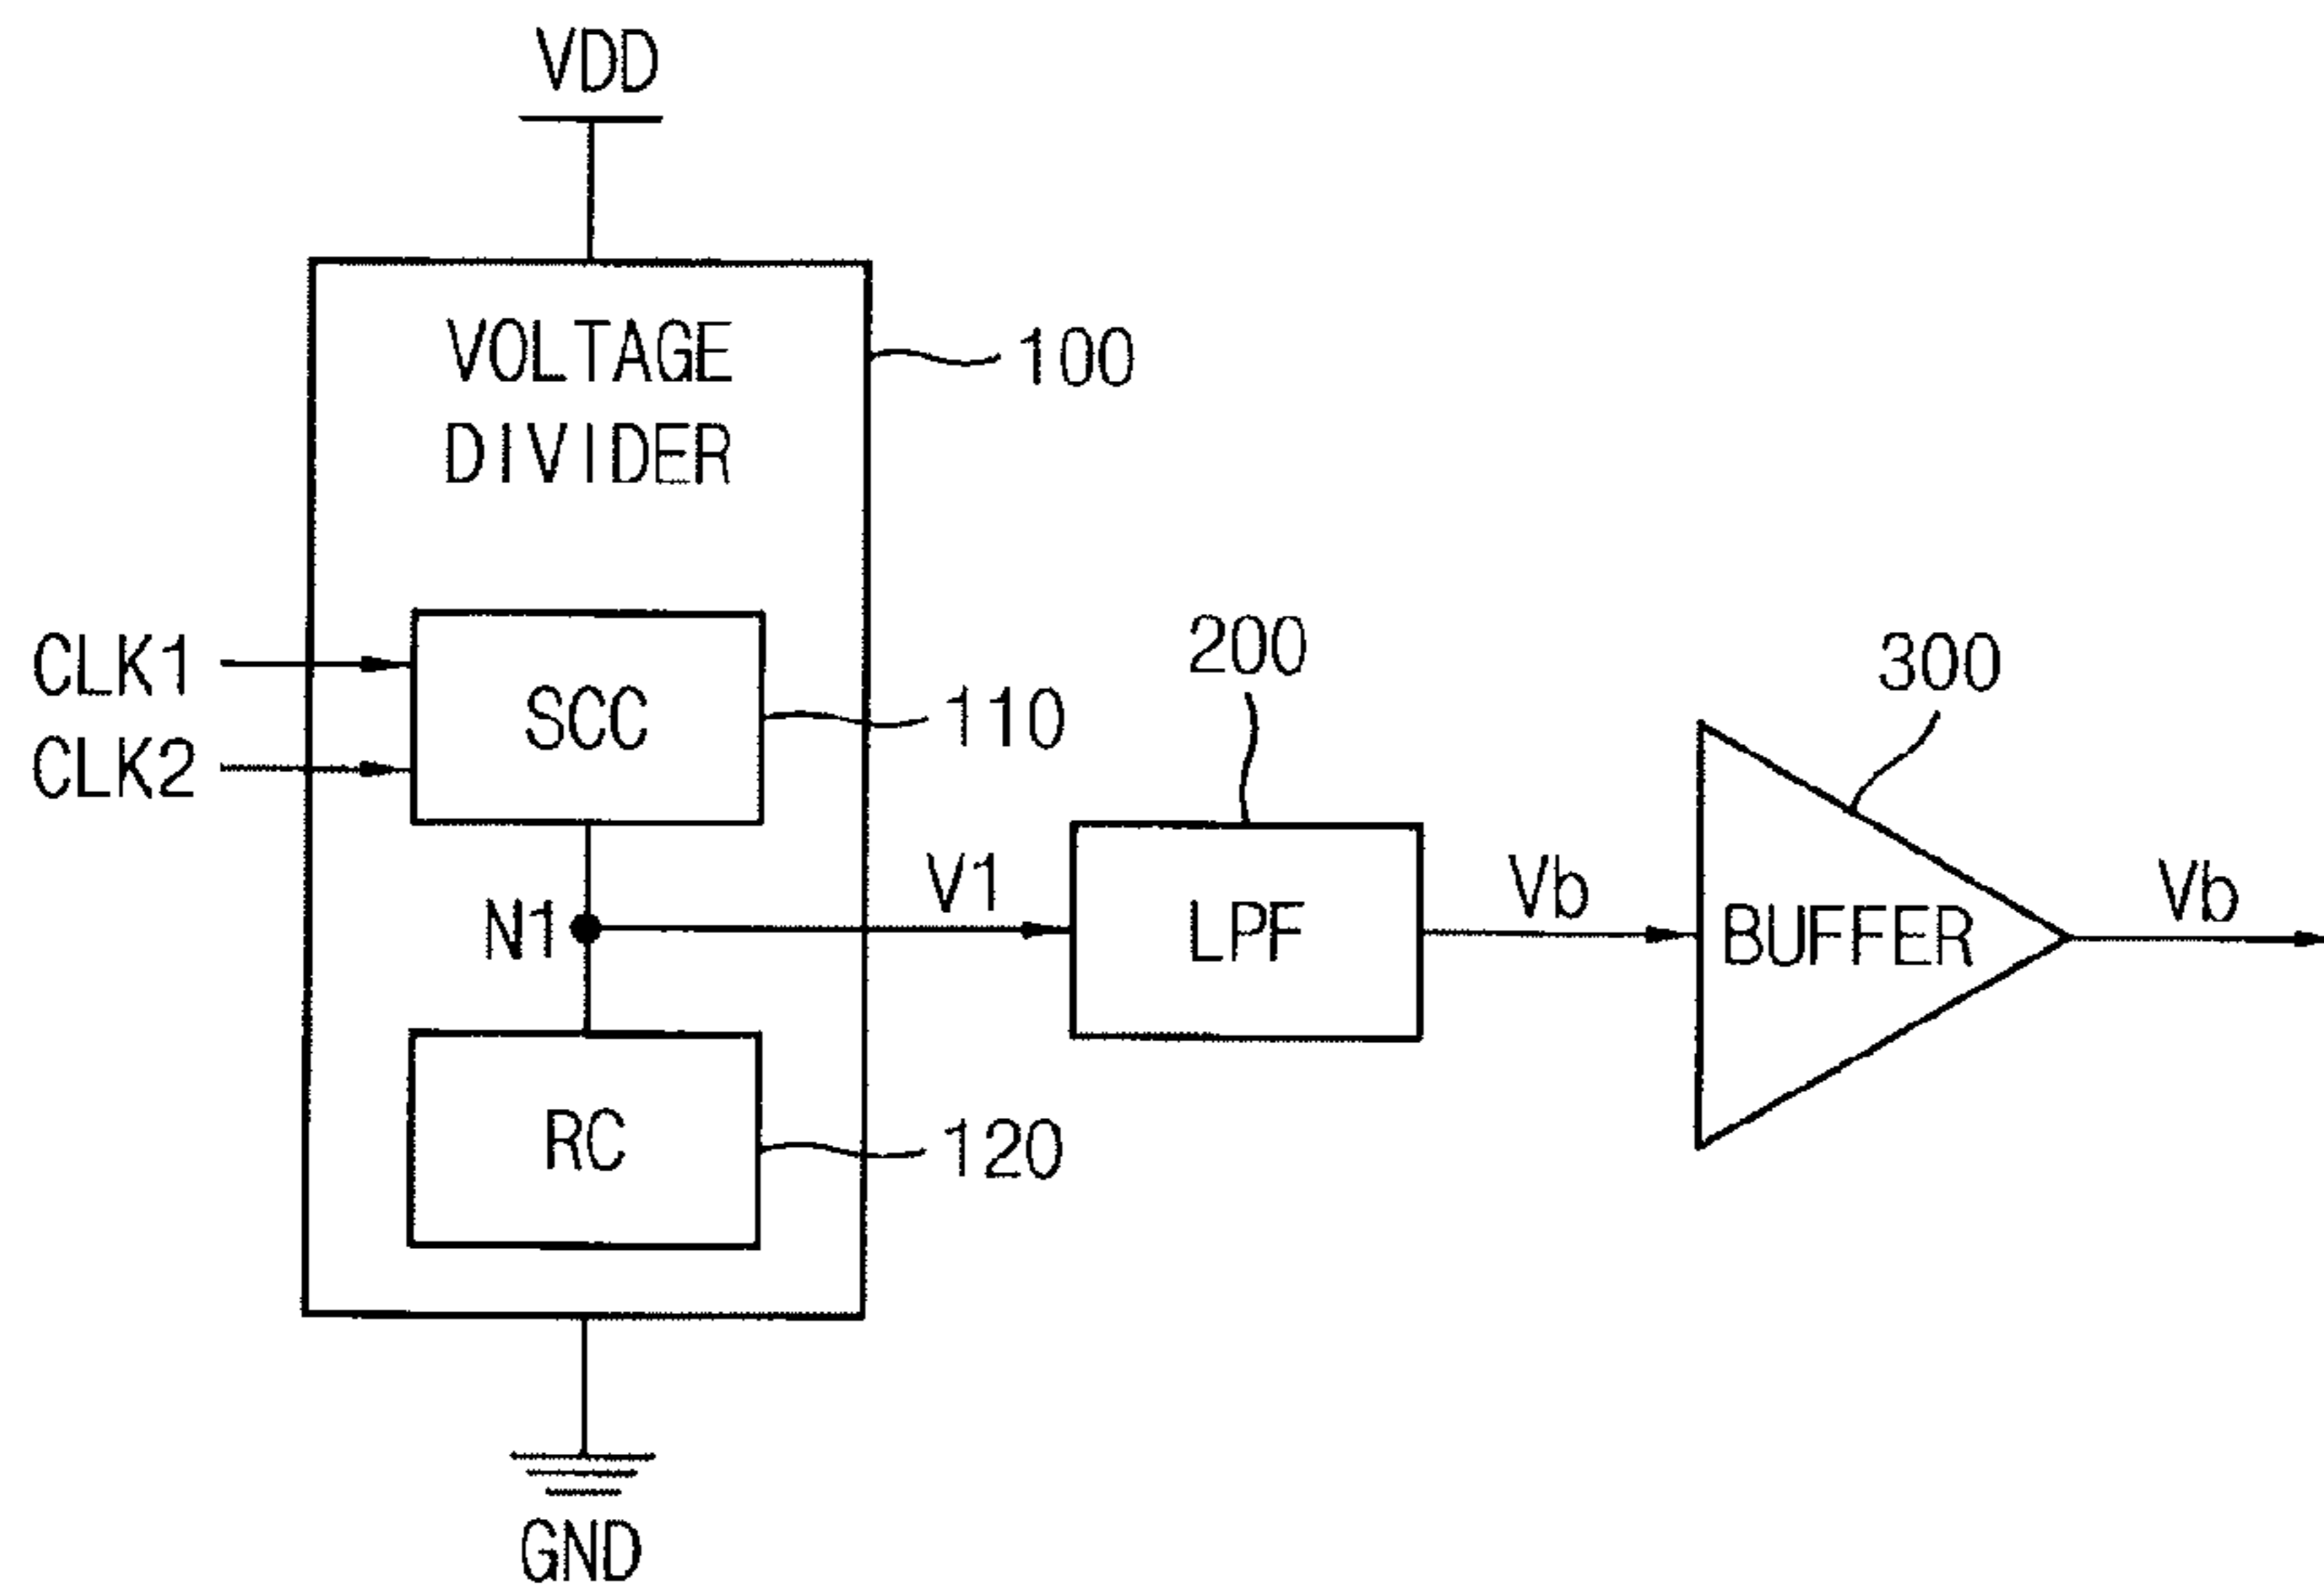 VDD
VOLTAGE
DIVIDER
100
CLK1
CLK2
SCC
110
200
300
N1
V1
LPF
Vb
BUFFER
Vb
RC
120
GND